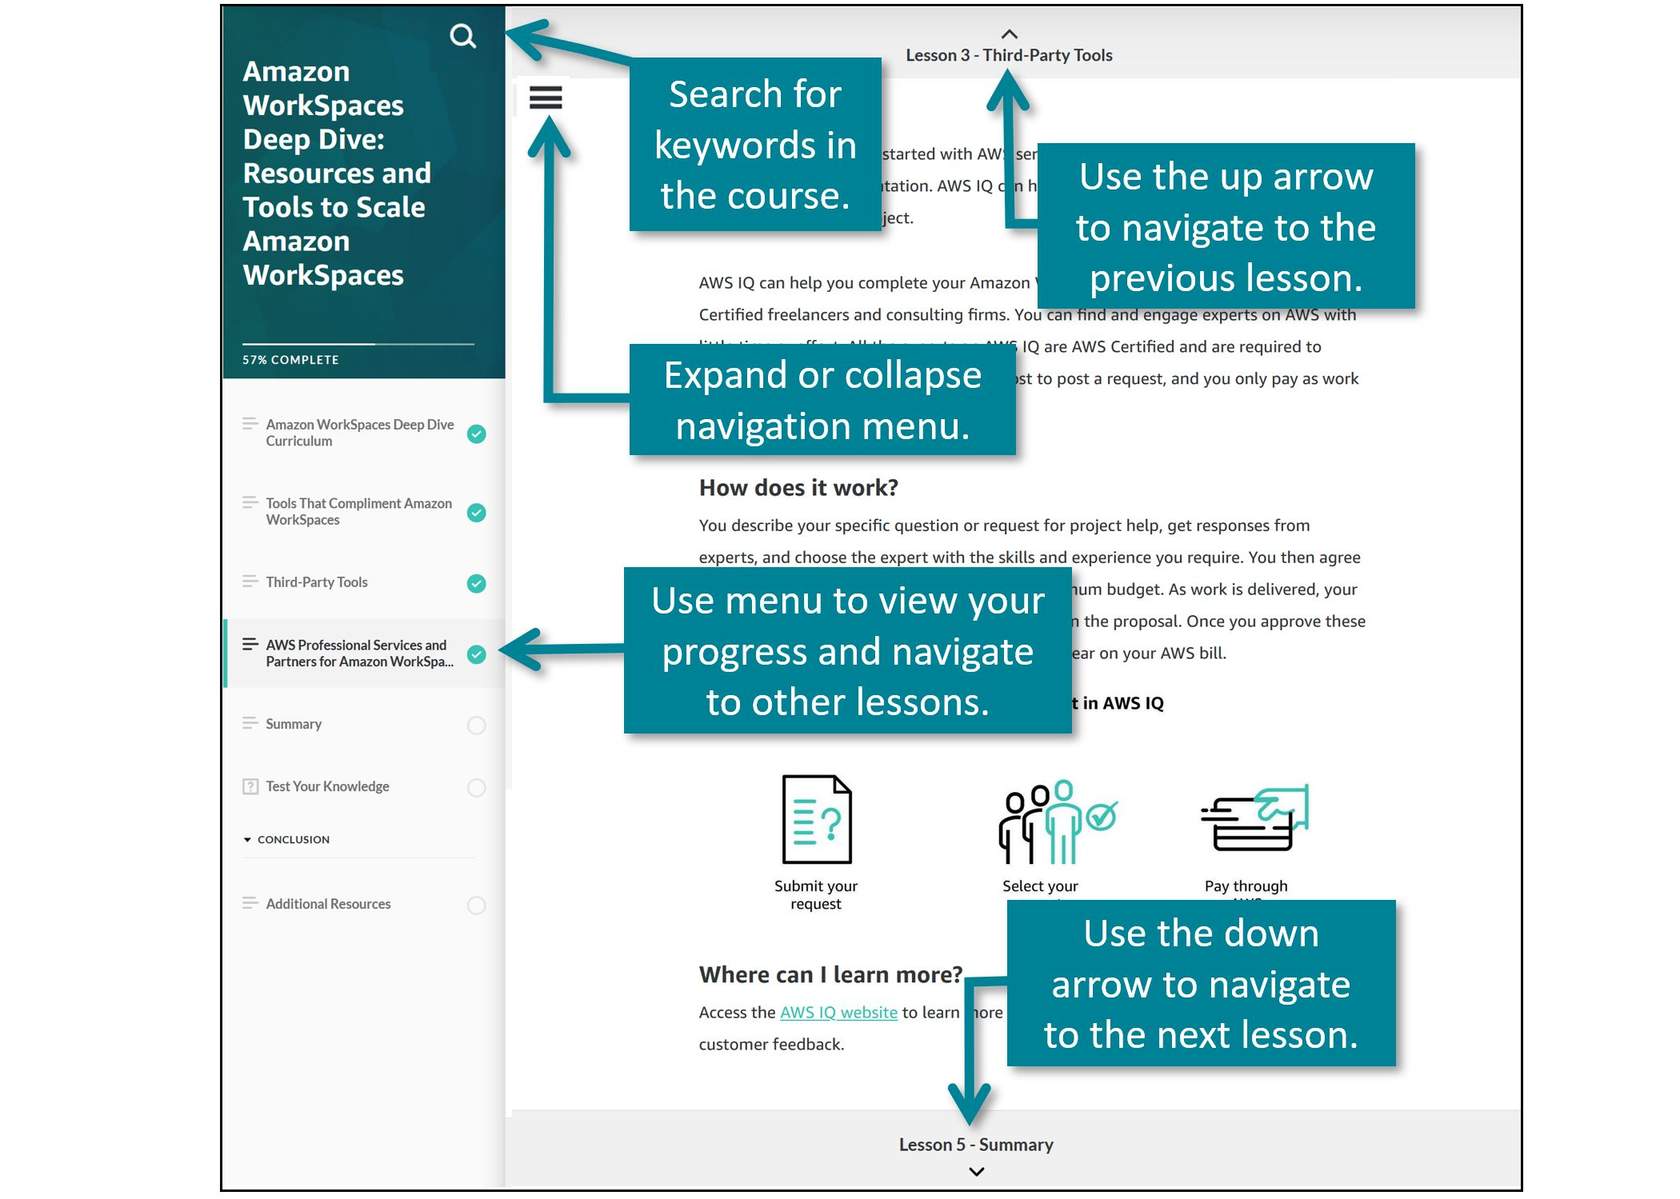 Amazon
WorkSpaces
Deep Dive:
Resources and
Tools to Scale
Amazon
WorkSpaces
57% COMPLETE
Amazon WorkSpaces Deep Dive
Curriculum
Tools That Compliment Amazon
WorkSpaces
Third-Party Tools
AWS Professional Services and
Partners for Amazon WorkSpa...
Summary
Test Your Knowledge
CONCLUSION
Additional Resources
Lesson 3 - Third-Party Tools
Search for
keywords in
the course.
Use the up arrow
to navigate to the
previous lesson.
started with AWS
AWS IQ can
AWS IQ can help you complete your Amazon
Certified freelancers and consulting firms. You can find and engage experts on AWS with
IQ are AWS Certified and are required to
to post a request, and you only pay as work
Expand or collapse
navigation menu.
How does it work?
You describe your specific question or request for project help, get responses from
experts, and choose the expert with the skills and experience you require. You then agree
budget. As work is delivered, your
the proposal. Once you approve these
on your AWS bill.
Use menu to view your
progress and navigate
to other lessons.
in AWS IQ
Submit your
request
Select your
Pay through
Use the down
arrow to navigate
to the next lesson.
Where can I learn more?
Access the AWS IQ website to learn more
customer feedback.
Lesson 5 - Summary